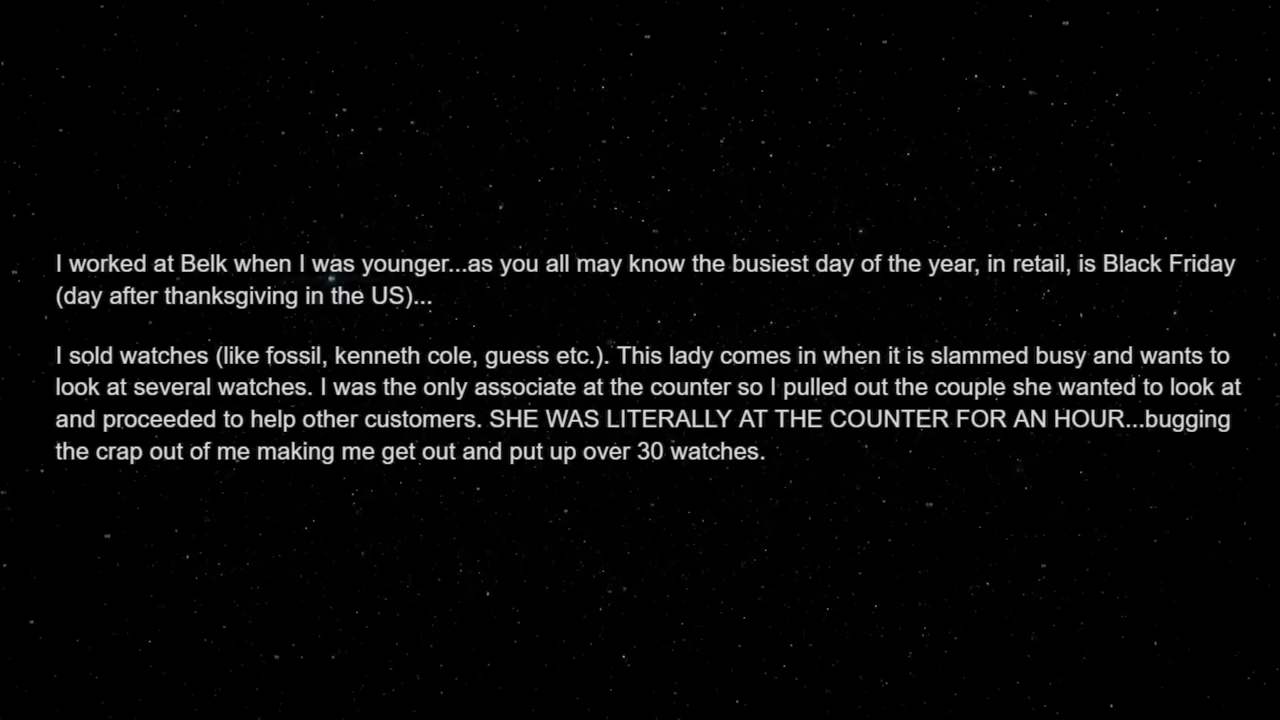 I worked at Belk when I was younger...as you all may know the busiest day of the year, in retail, is Black Friday
(day after thanksgiving in the US)...
I sold watches (like fossil, kenneth cole, guess etc.). This lady comes in when it is slammed busy and wants to
look at several watches. I was the only associate at the counter so I pulled out the couple she wanted to look at
and proceeded to help other customers. SHE WAS LITERALLY AT THE COUNTER FOR AN HOUR...bugging
the crap out of me making me get out and put up over 30 watches.